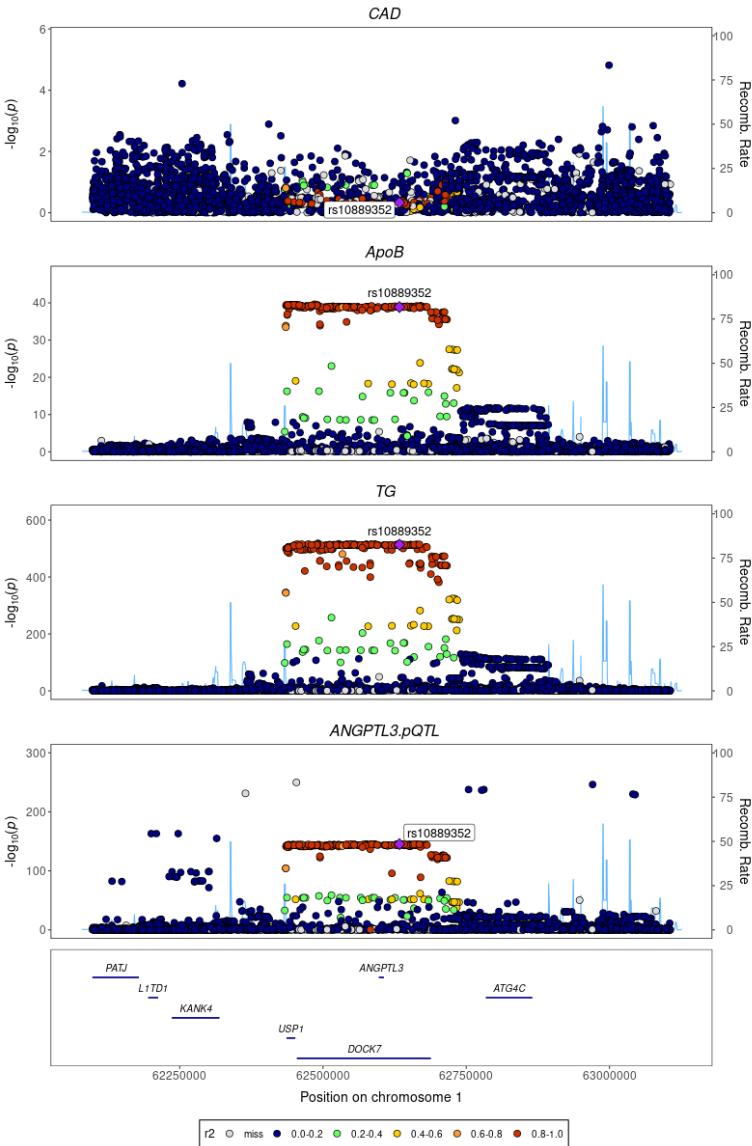 CAD
6
4
2
0
-log10(p)
100
75
50
25
0
Recomb. Rate
rs10889352
ApoB
40
30
20
10
0
-log10(p)
100
75
50
25
0
Recomb. Rate
rs10889352
TG
600
400
200
0
-log10(p)
100
75
50
25
0
Recomb. Rate
rs10889352
ANGPTL3.pQTL
300
200
100
0
-log10(p)
100
75
50
25
0
Recomb. Rate
rs10889352
PATJ
ANGPTL3
L1TD1
ATG4C
KANK4
USP1
DOCK7
62250000 62500000 62750000 63000000
Position on chromosome 1
r2 miss 0.0-0.2 0.2-0.4 0.4-0.6 0.6-0.8 0.8-1.0